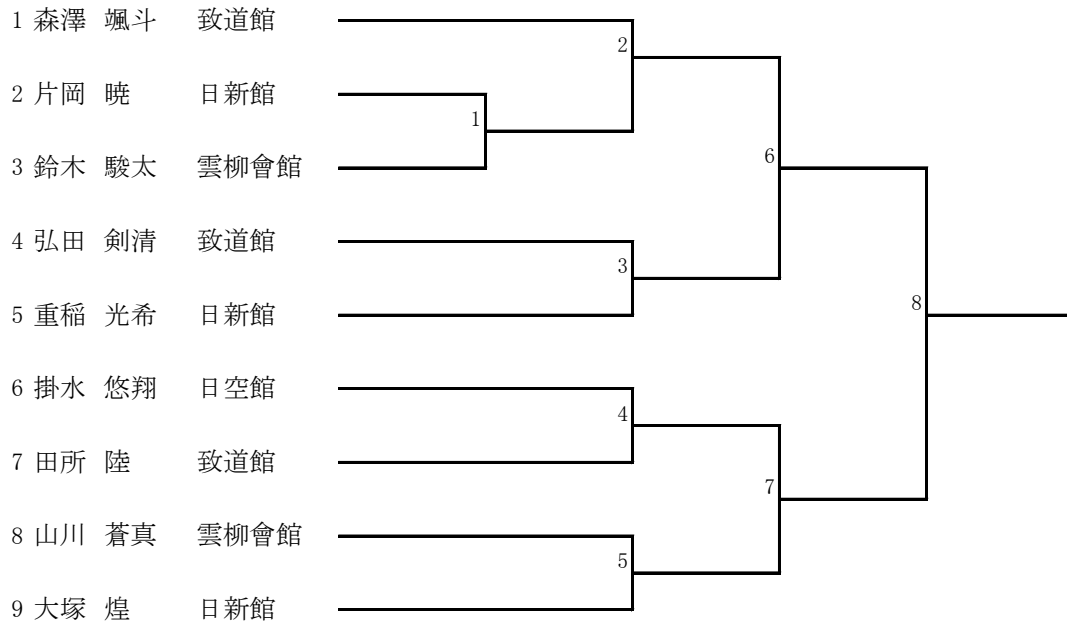 1 森澤 颯斗 致道館
2
2 片岡 暁 日新館
1
3 鈴木 駿太 雲柳會館
6
4 弘田 剣清 致道館
3
5 重稲 光希 日新館
8
6 掛水 悠翔 日空館
4
7 田所 陸 致道館
7
8 山川 蒼真 雲柳會館
5
9 大塚 煌 日新館